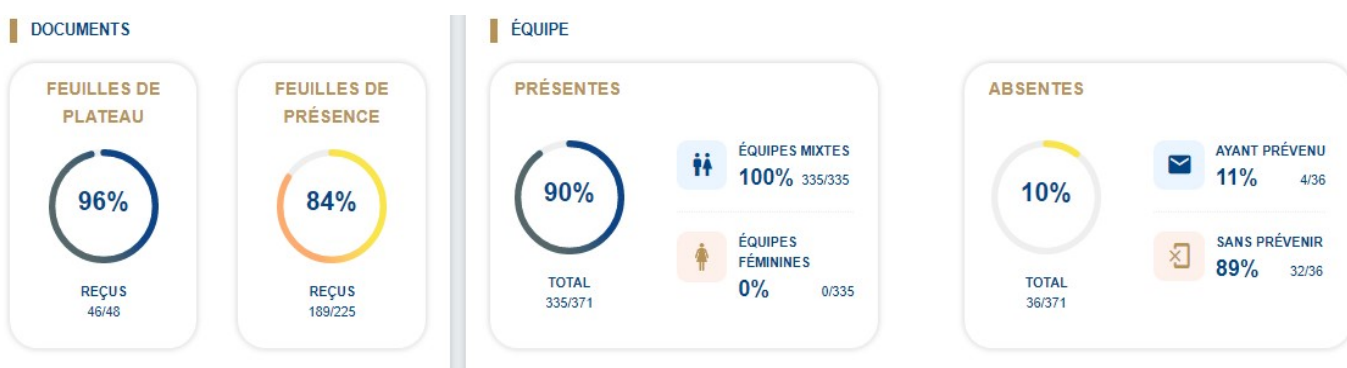 DOCUMENTS
FEUILLES DE
PLATEAU
96%
REÇUS
46/48
FEUILLES DE
PRÉSENCE
84%
REÇUS
189/225
ÉQUIPE
PRÉSENTES
90%
TOTAL
335/371
ÉQUIPES MIXTES
100% 335/335
ÉQUIPES
FÉMININES
0% 0/335
ABSENTES
10%
TOTAL
36/371
AYANT PRÉVENU
11% 4/36
SANS PRÉVENIR
89% 32/36